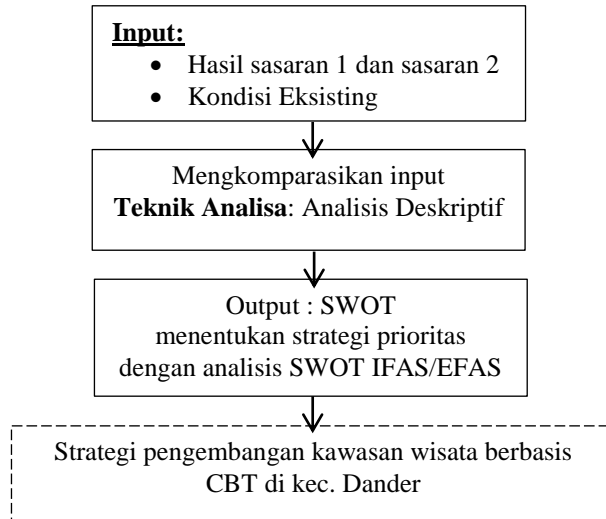 Input:
• Hasil sasaran 1 dan sasaran 2
• Kondisi Eksisting
Mengkomparasikan input
Teknik Analisa: Analisis Deskriptif
Output : SWOT
menentukan strategi prioritas
dengan analisis SWOT IFAS/EFAS
Strategi pengembangan kawasan wisata berbasis
CBT di kec. Dander